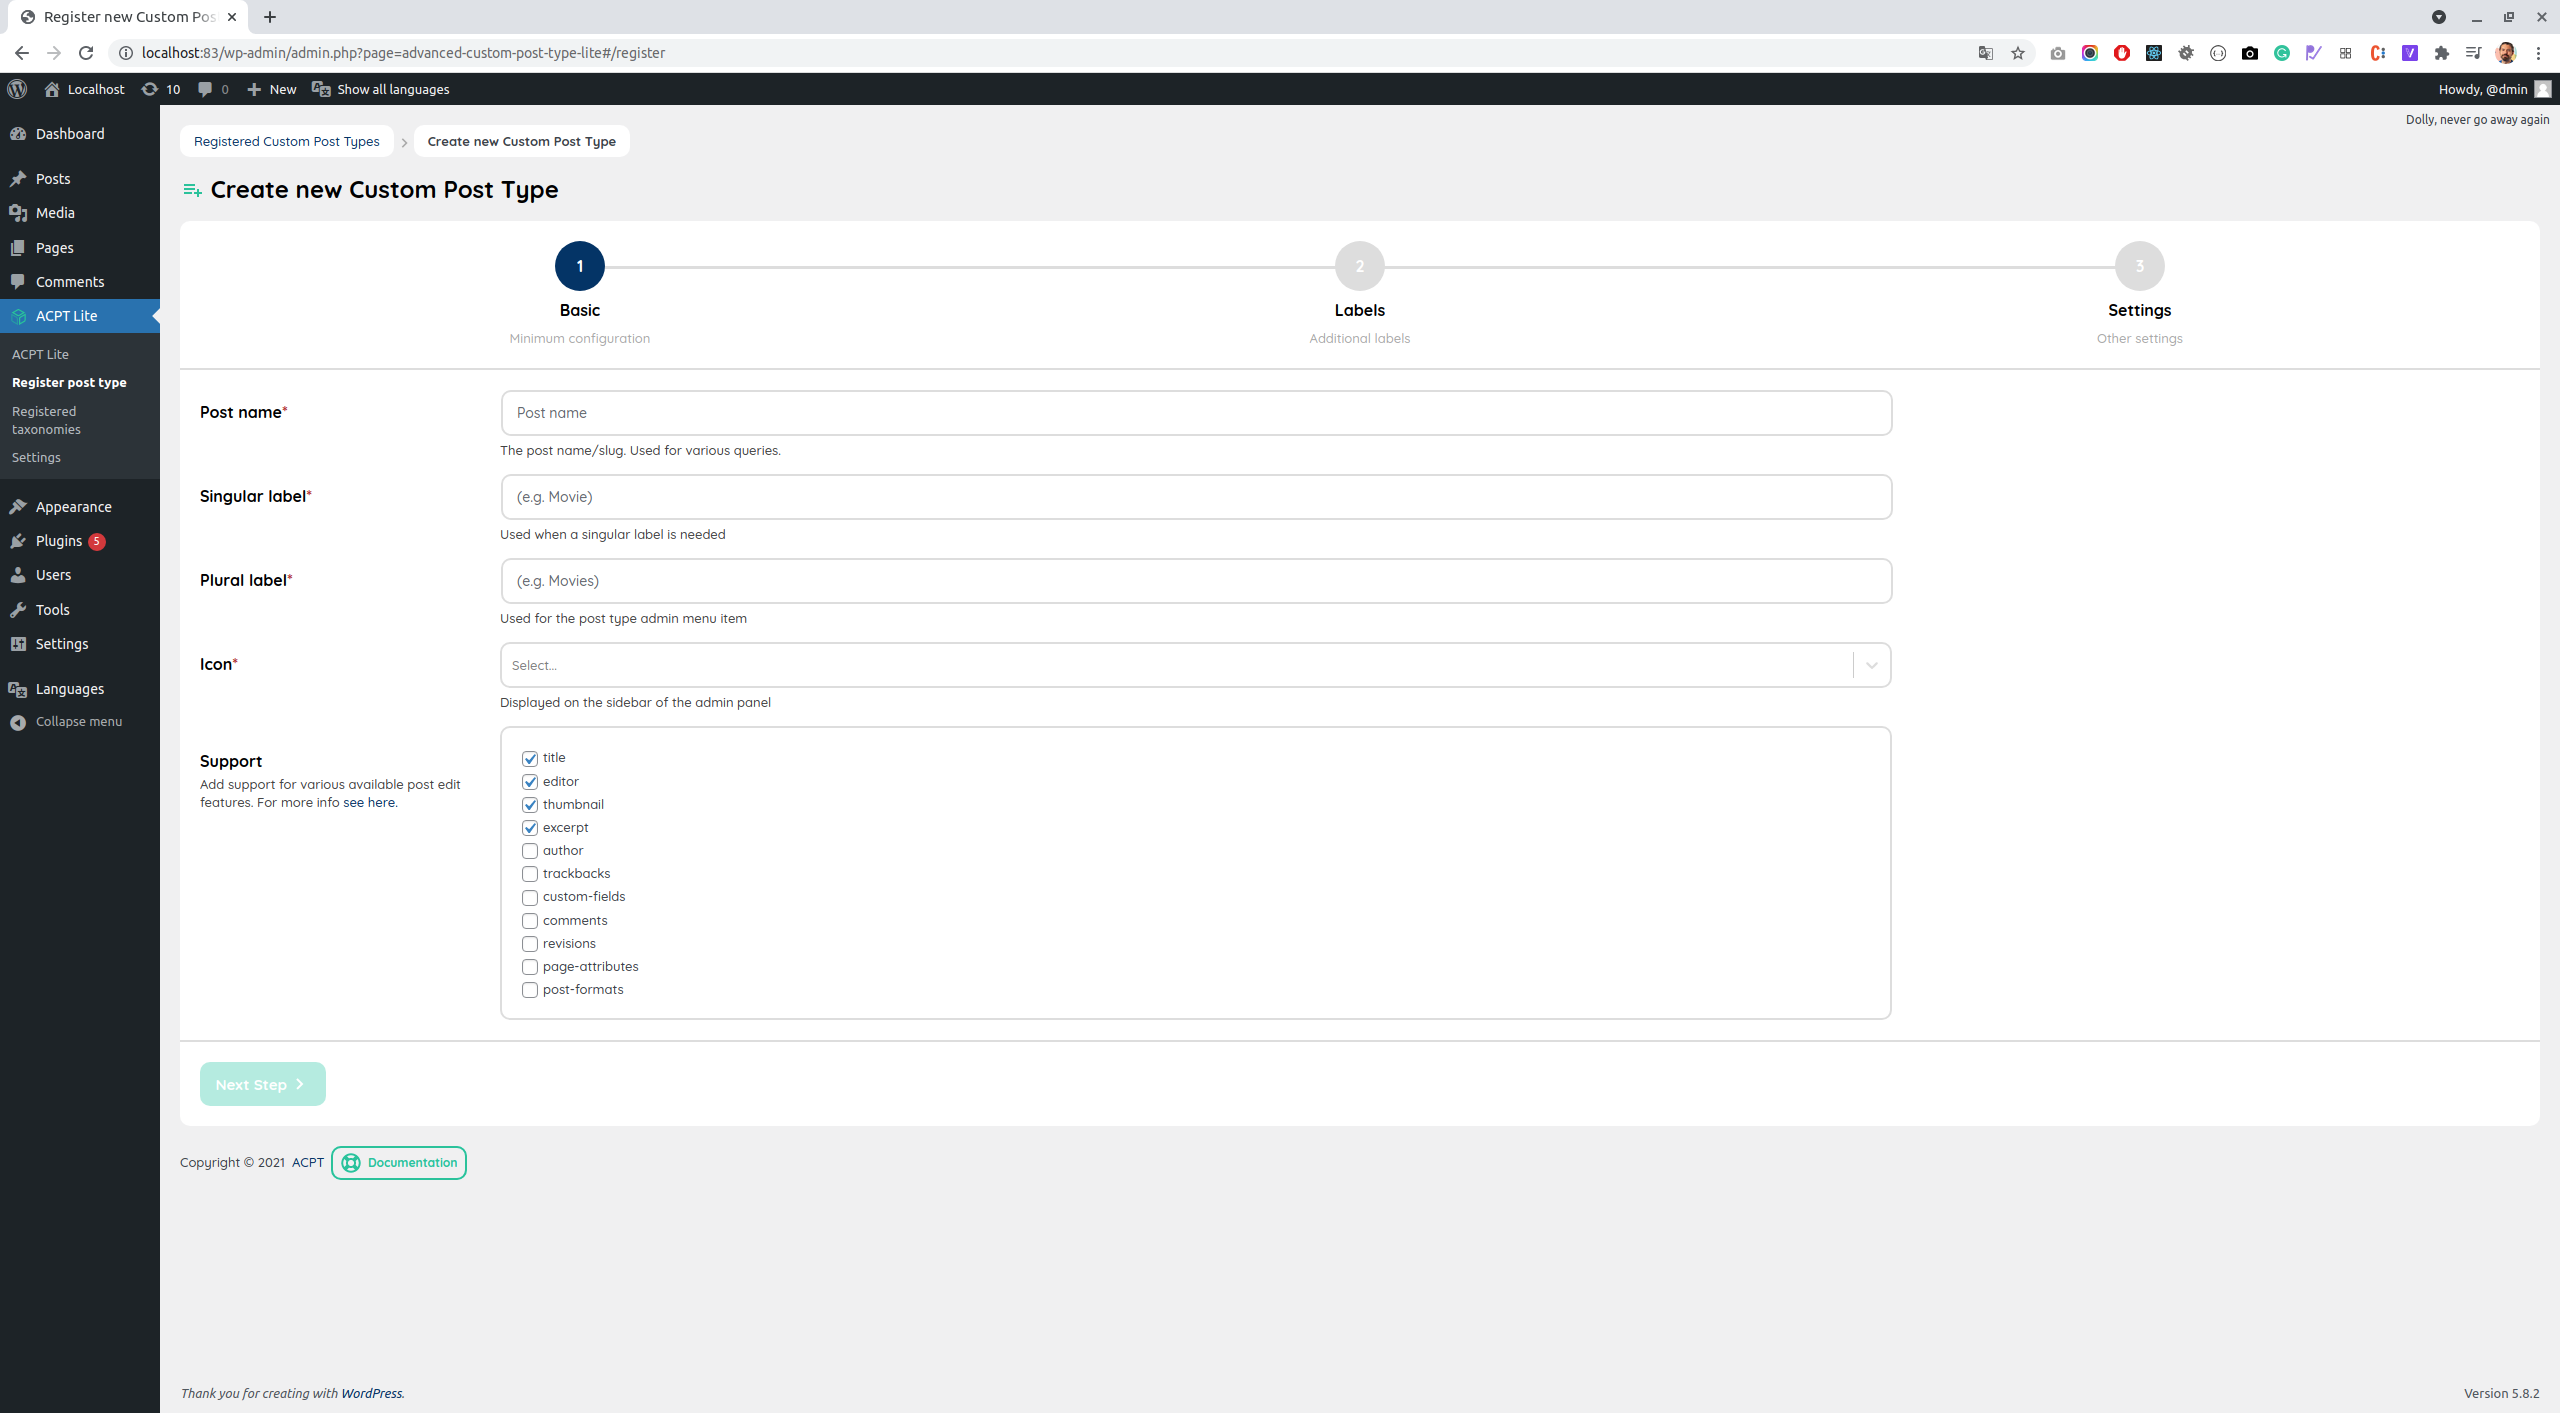 Register new Custom Pos
localhost:83/wp-admin/admin.php?page=advanced-custom-post-type-lite#/register
Localhost 10 0 New Show all languages Howdy, @dmin
Dolly, never go away again
Dashboard
Posts
Media
Pages
Comments
ACPT Lite
ACPT Lite
Register post type
Registered
taxonomies
Settings
Appearance
Plugins 5
Users
Tools
Settings
Languages
Collapse menu
Registered Custom Post Types > Create new Custom Post Type
Create new Custom Post Type
1 2 3
Basic Labels Settings
Minimum configuration Additional labels Other settings
Post name*
Post name
The post name/slug. Used for various queries.
Singular label*
(e.g. Movie)
Used when a singular label is needed
Plural label*
(e.g. Movies)
Used for the post type admin menu item
Icon*
Select...
Displayed on the sidebar of the admin panel
Support
Add support for various available post edit
features. For more info see here.
title
editor
thumbnail
excerpt
author
trackbacks
custom-fields
comments
revisions
page-attributes
post-formats
Next Step >
Copyright © 2021 ACPT Documentation
Thank you for creating with WordPress.
Version 5.8.2